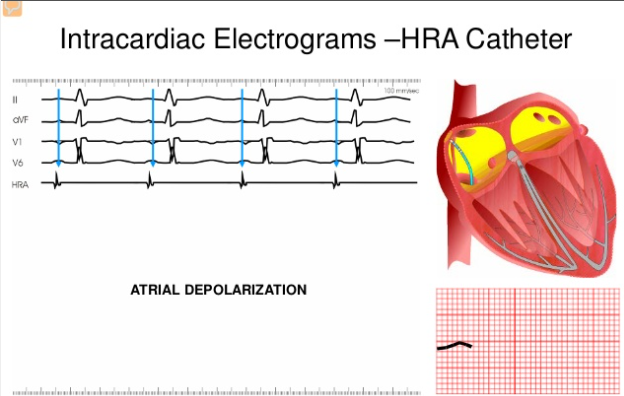 Intracardiac Electrograms –HRA Catheter
100 mm/sec
II
aVF
V1
V6
HRA
ATRIAL DEPOLARIZATION